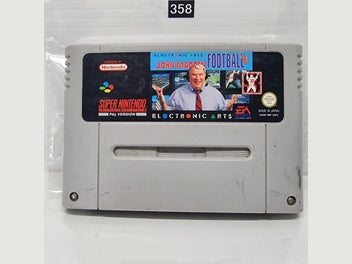 358
Nintendo
ELECTRONIC ARTS
JOHN MADDEN FOOTBALL
SUPER NINTENDO
PAL VERSION
ELECTRONIC ARTS
EA